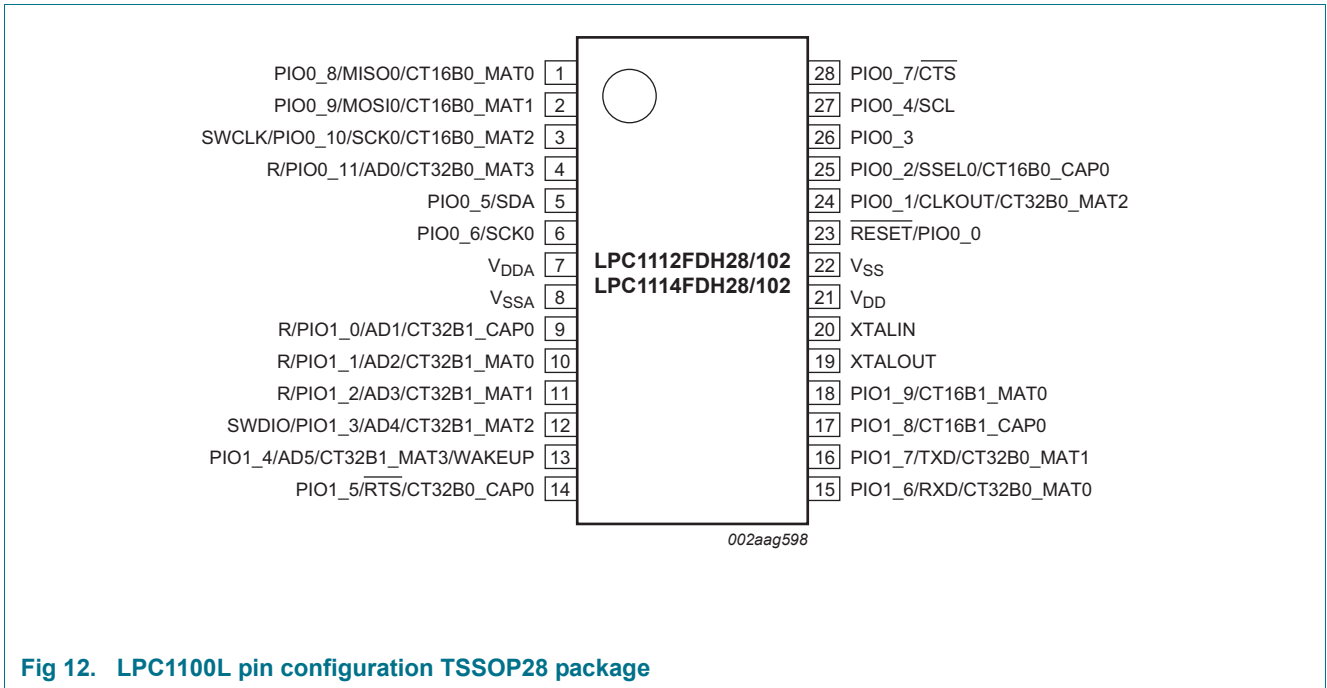 PIO0_8/MISO0/CT16B0_MAT0 1
PIO0_9/MOSI0/CT16B0_MAT1 2
SWCLK/PIO0_10/SCK0/CT16B0_MAT2 3
R/PIO0_11/AD0/CT32B0_MAT3 4
PIO0_5/SDA 5
PIO0_6/SCK0 6
VDDA 7
VSSA 8
R/PIO1_0/AD1/CT32B1_CAP0 9
R/PIO1_1/AD2/CT32B1_MAT0 10
R/PIO1_2/AD3/CT32B1_MAT1 11
SWDIO/PIO1_3/AD4/CT32B1_MAT2 12
PIO1_4/AD5/CT32B1_MAT3/WAKEUP 13
PIO1_5/RTS/CT32B0_CAP0 14
LPC1112FDH28/102
LPC1114FDH28/102
28 PIO0_7/CTS
27 PIO0_4/SCL
26 PIO0_3
25 PIO0_2/SSEL0/CT16B0_CAP0
24 PIO0_1/CLKOUT/CT32B0_MAT2
23 RESET/PIO0_0
22 VSS
21 VDD
20 XTALIN
19 XTALOUT
18 PIO1_9/CT16B1_MAT0
17 PIO1_8/CT16B1_CAP0
16 PIO1_7/TXD/CT32B0_MAT1
15 PIO1_6/RXD/CT32B0_MAT0
002aag598
Fig 12. LPC1100L pin configuration TSSOP28 package